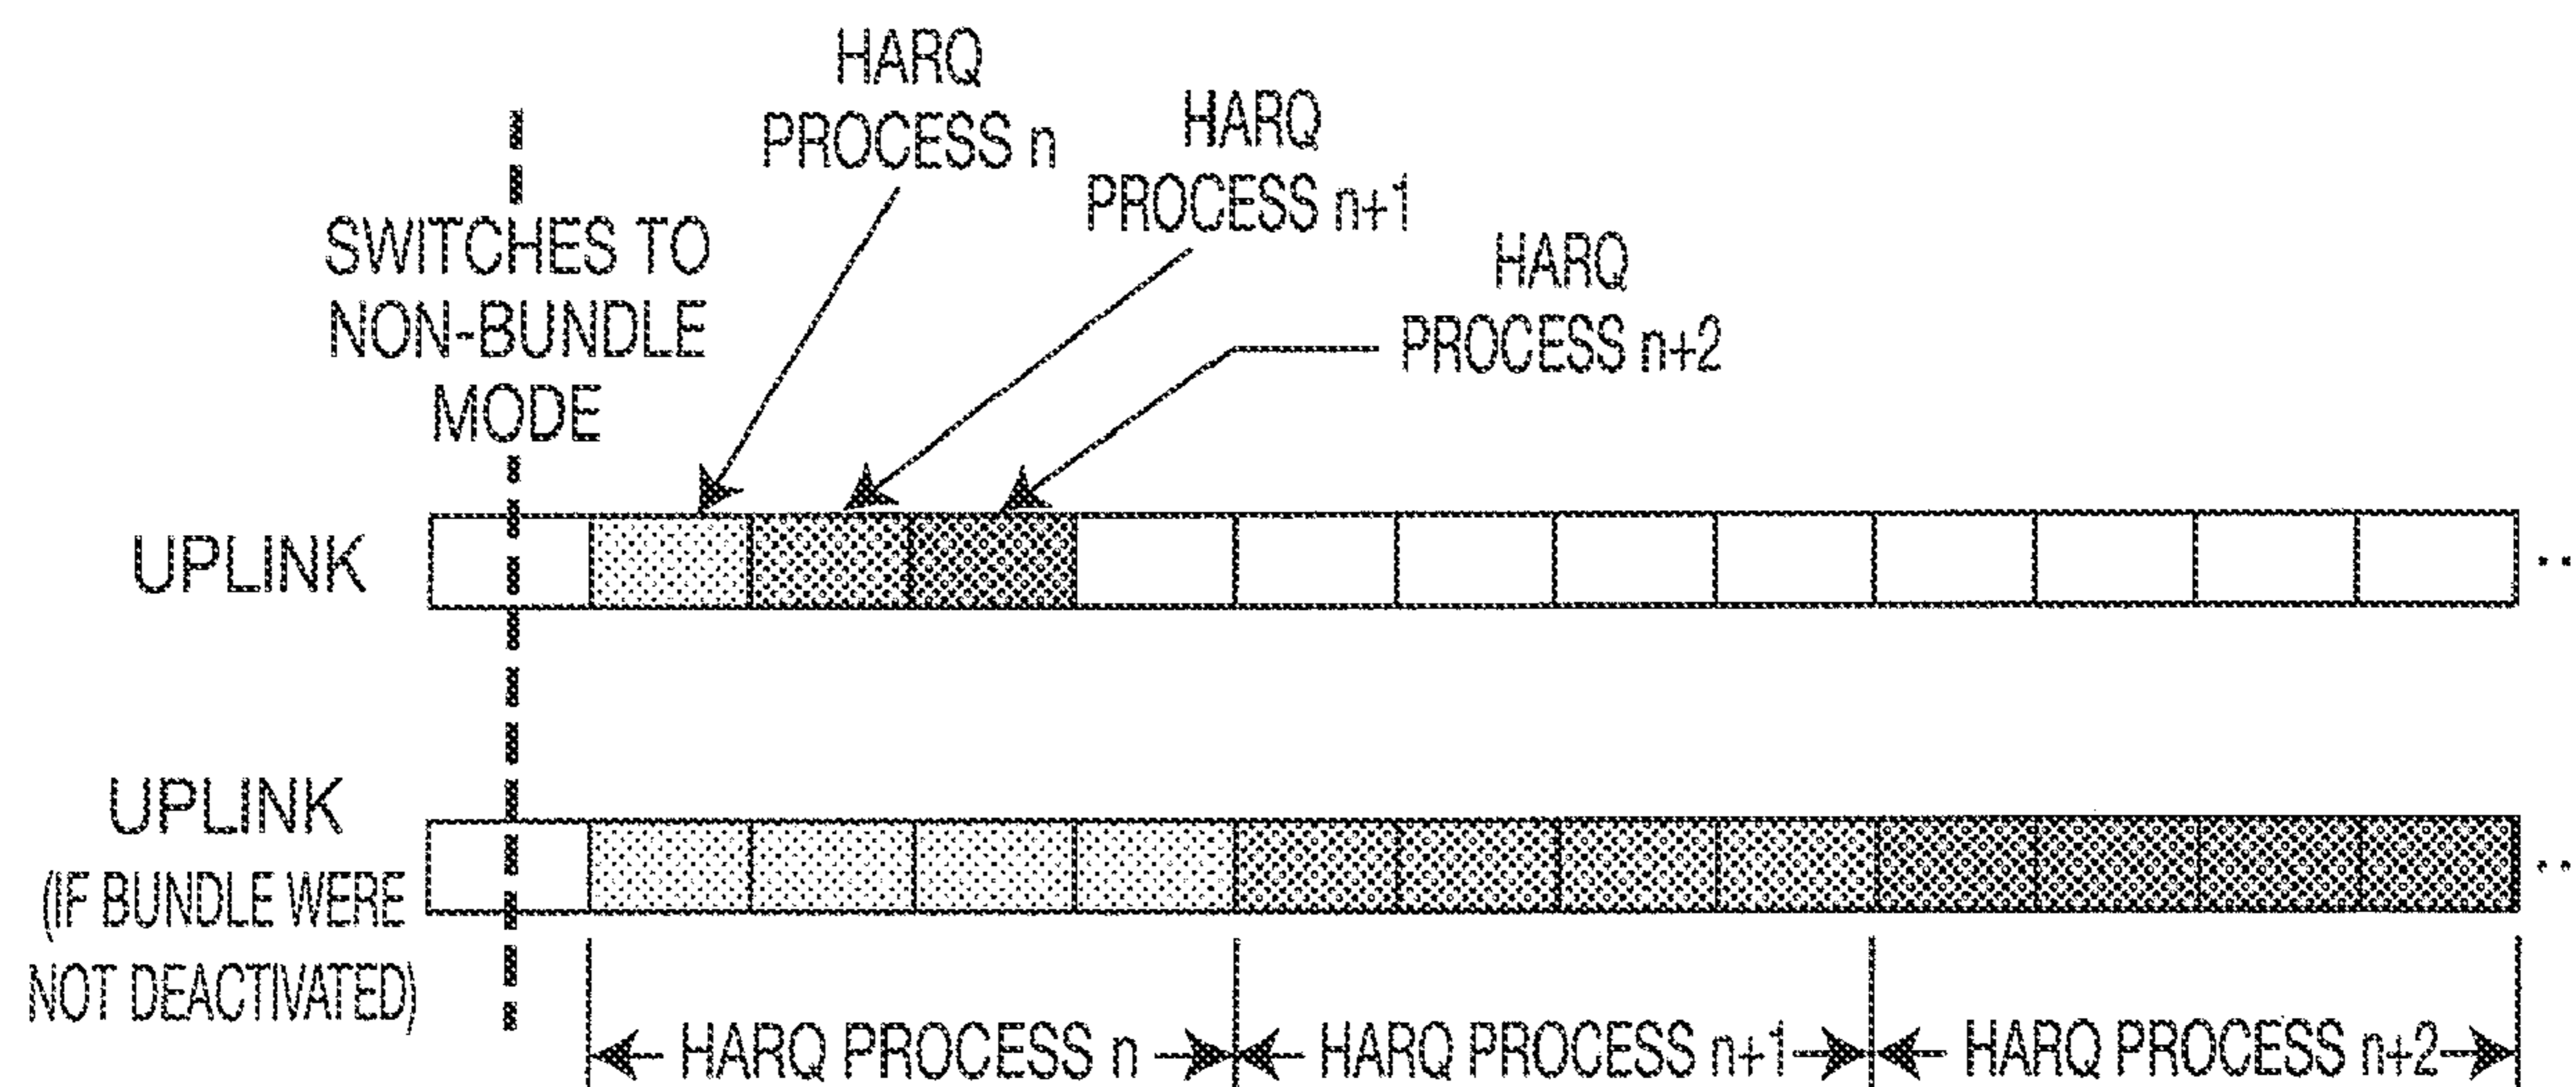 HARQ
PROCESS n
HARQ
PROCESS n+1
HARQ
PROCESS n+2
SWITCHES TO
NON-BUNDLE
MODE
UPLINK
UPLINK
(IF BUNDLE WERE
NOT DEACTIVATED)
HARQ PROCESS n
HARQ PROCESS n+1
HARQ PROCESS n+2